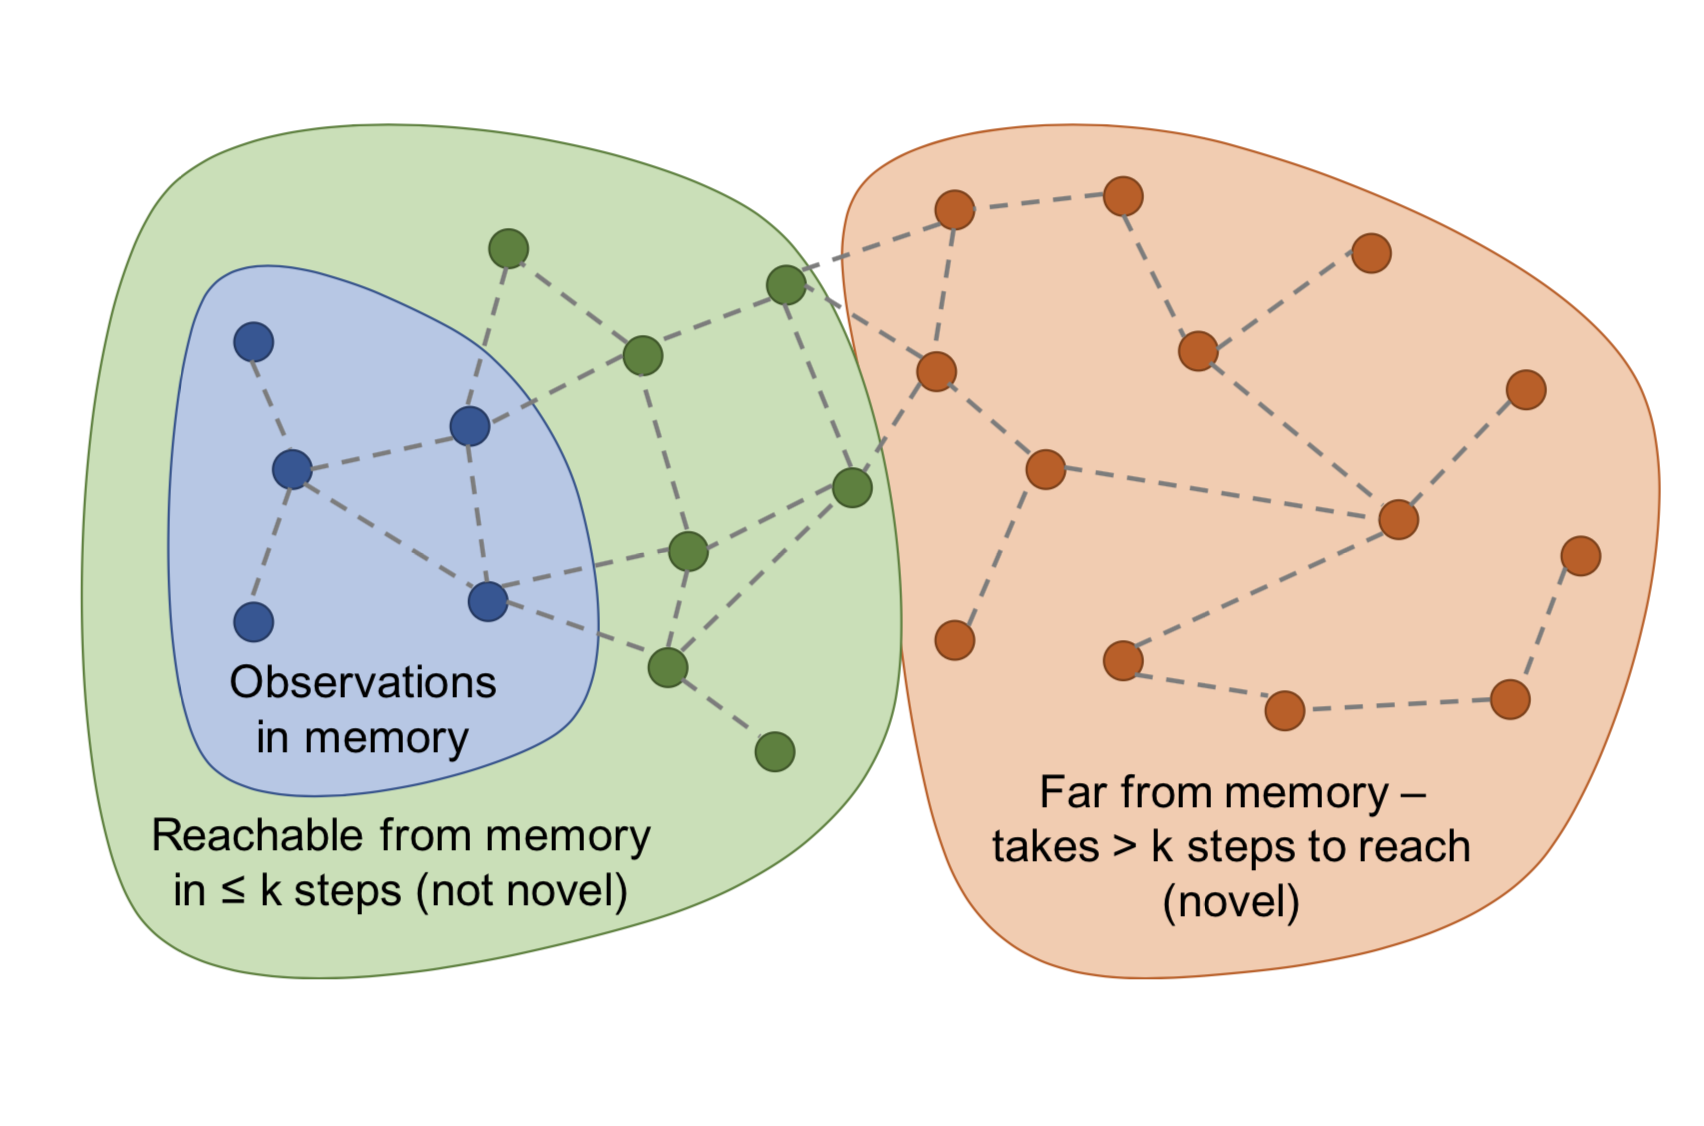 Observations
in memory
Reachable from memory
in ≤ k steps (not novel)
Far from memory –
takes > k steps to reach
(novel)